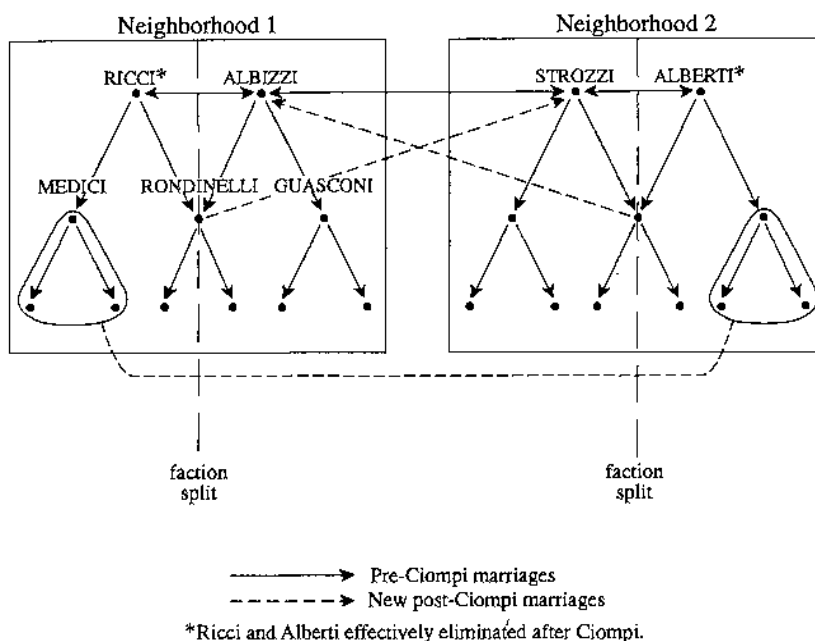 Neighborhood 1
Neighborhood 2
RICCI*
ALBIZZI
STROZZI
ALBERTI*
MEDICI
RONDINELLI
GUASCONI
faction
split
faction
split
Pre-Ciompi marriages
New post-Ciompi marriages
*Ricci and Alberti effectively eliminated after Ciompi.